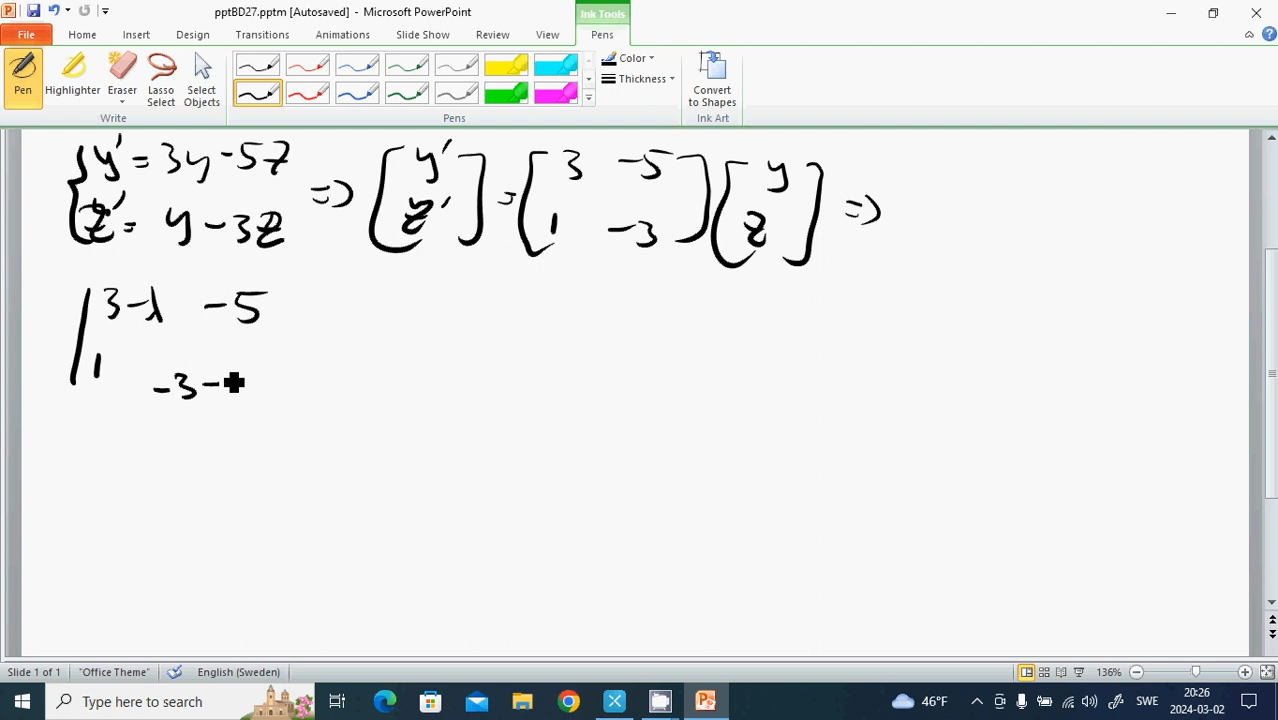 pptBD27.pptm [Autosaved] - Microsoft PowerPoint
Ink Tools
File Home Insert Design Transitions Animations Slide Show Review View Pens
Pen Highlighter Eraser Lasso Select Select Objects
Color
Thickness
Convert to Shapes
Write Pens Ink Art
y' = 3y - 5z => [y' = [3 -5] [y] =>
z' = y - 3z z'] 1 -3 z
3-λ -5
1
-3 -
Slide 1 of 1 "Office Theme" English (Sweden) 136%
Type here to search 46°F SWE 20:26
2024-03-02